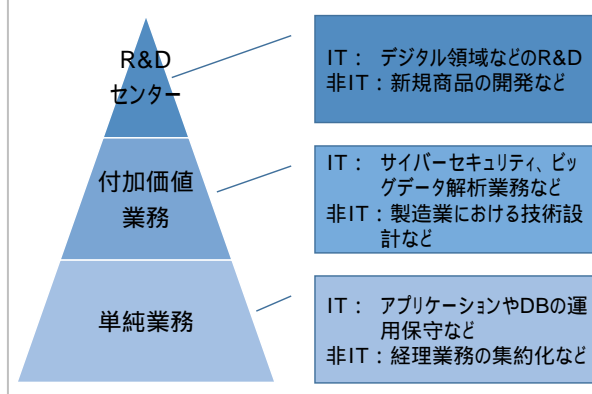 R&D
センター
IT： デジタル領域などのR&D
非IT：新規商品の開発など
付加価値
業務
IT： サイバーセキュリティ、ビッ
グデータ解析業務など
非IT：製造業における技術設
計など
単純業務
IT： アプリケーションやDBの運
用保守など
非IT：経理業務の集約化など